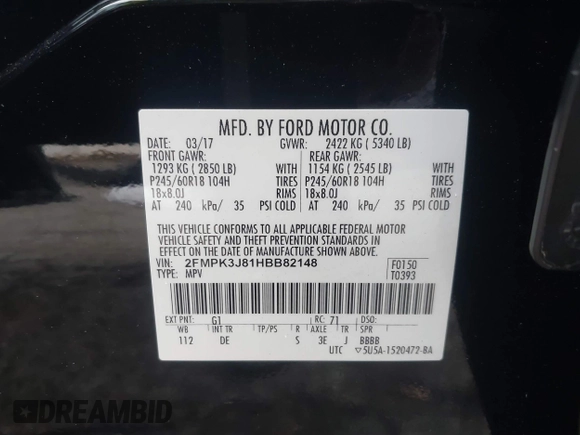 MFD. BY FORD MOTOR CO.
DATE: 03/17 GVWR: 2422 KG ( 5340 LB)
FRONT GAWR: REAR GAWR:
1293 KG ( 2850 LB) WITH 1154 KG ( 2545 LB) WITH
P245/60R18 104H TIRES P245/60R18 104H TIRES
18x8.0J RIMS 18x8.0J RIMS
AT 240 kPa/ 35 PSI COLD AT 240 kPa/ 35 PSI COLD
THIS VEHICLE CONFORMS TO ALL APPLICABLE FEDERAL MOTOR
VEHICLE SAFETY AND BUMPER AND THEFT PREVENTION STANDARDS IN
EFFECT ON THE DATE OF MANUFACTURE SHOWN ABOVE.
VIN: 2FMPK3J81HBB82148 F0150
TYPE: MPV T0393
EXT PNT: G1 RC: 71
WB INT TR TP/PS R AXLE TR SPR
112 DE S 3E J BBBB
UTC ▽5U5A-1520472-BA
DREAMBID